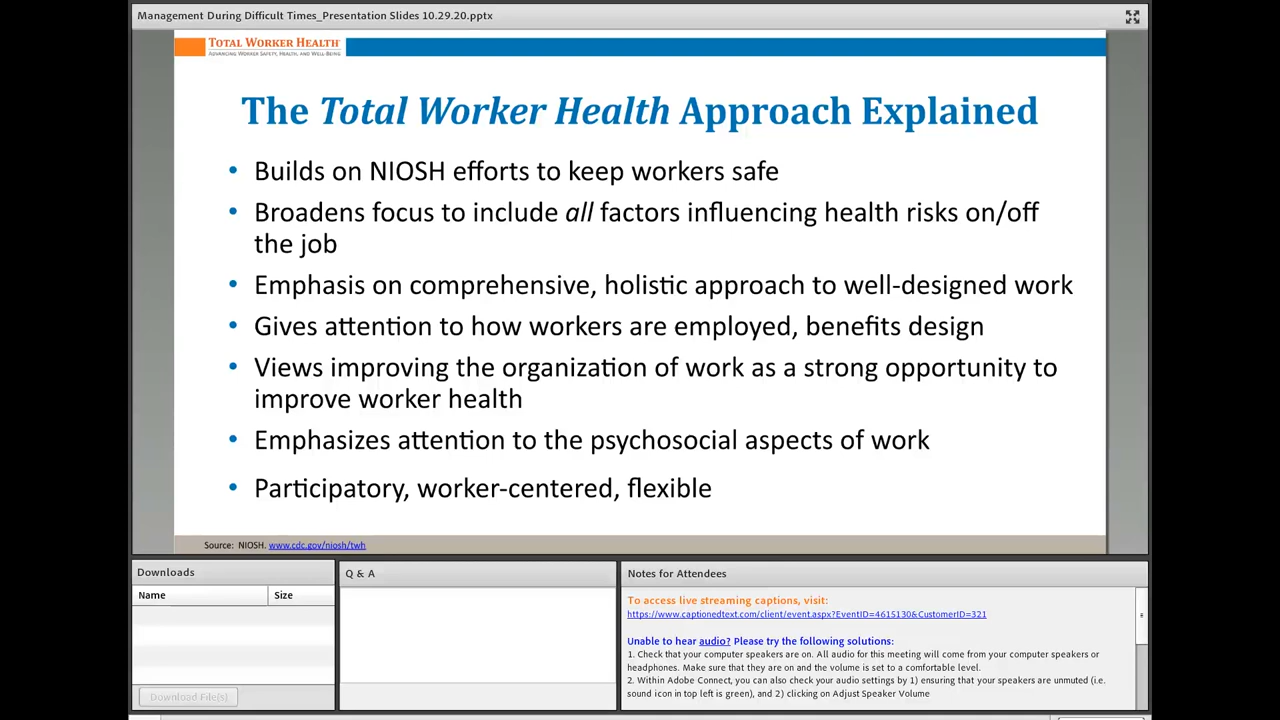 Management During Difficult Times_Presentation Slides 10.29.20.pptx
TOTAL WORKER HEALTH®
ADVANCING WORKER SAFETY, HEALTH, AND WELL-BEING
The Total Worker Health Approach Explained
• Builds on NIOSH efforts to keep workers safe
• Broadens focus to include all factors influencing health risks on/off
the job
• Emphasis on comprehensive, holistic approach to well-designed work
• Gives attention to how workers are employed, benefits design
• Views improving the organization of work as a strong opportunity to
improve worker health
• Emphasizes attention to the psychosocial aspects of work
• Participatory, worker-centered, flexible
Source: NIOSH. www.cdc.gov/niosh/twh
Downloads
Name Size
Download File(s)
Q & A
Notes for Attendees
To access live streaming captions, visit:
https://www.captionedtext.com/client/event.aspx?EventID=4615130&CustomerID=321
Unable to hear audio? Please try the following solutions:
1. Check that your computer speakers are on. All audio for this meeting will come from your computer speakers or
headphones. Make sure that they are on and the volume is set to a comfortable level.
2. Within Adobe Connect, you can also check your audio settings by 1) ensuring that your speakers are unmuted (i.e.
sound icon in top left is green), and 2) clicking on Adjust Speaker Volume